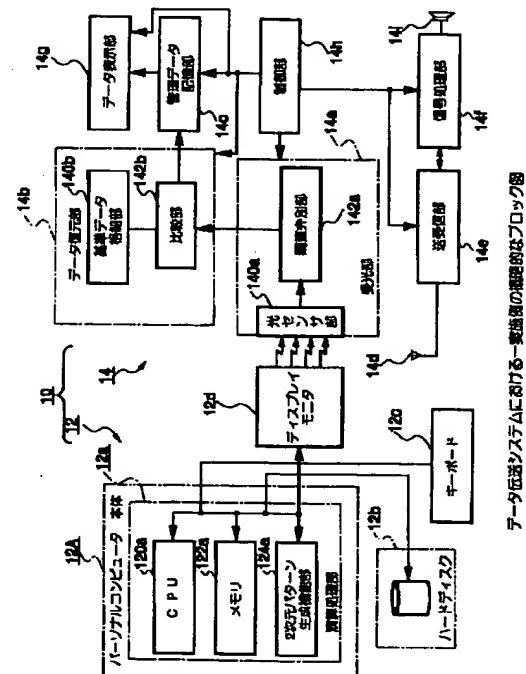 10
12
14
12A
パーソナルコンピュータ
12a
本体
120a
CPU
122a
メモリ
124a
2次元パターン
生成機能部
演算処理部
12b
ハードディスク
12c
キーボード
12d
ディスプレイ
モニタ
14b
データ復元部
140b
基準データ
格納部
142b
比較部
140a
光センサ部
142a
輝度弁別部
受光部
14a
14g
データ表示部
管理データ
記憶部
14c
14h
制御部
14d
送受信部
14e
信号処理部
14f
14i
データ伝送システムにおける一実施例の概略的なブロック図